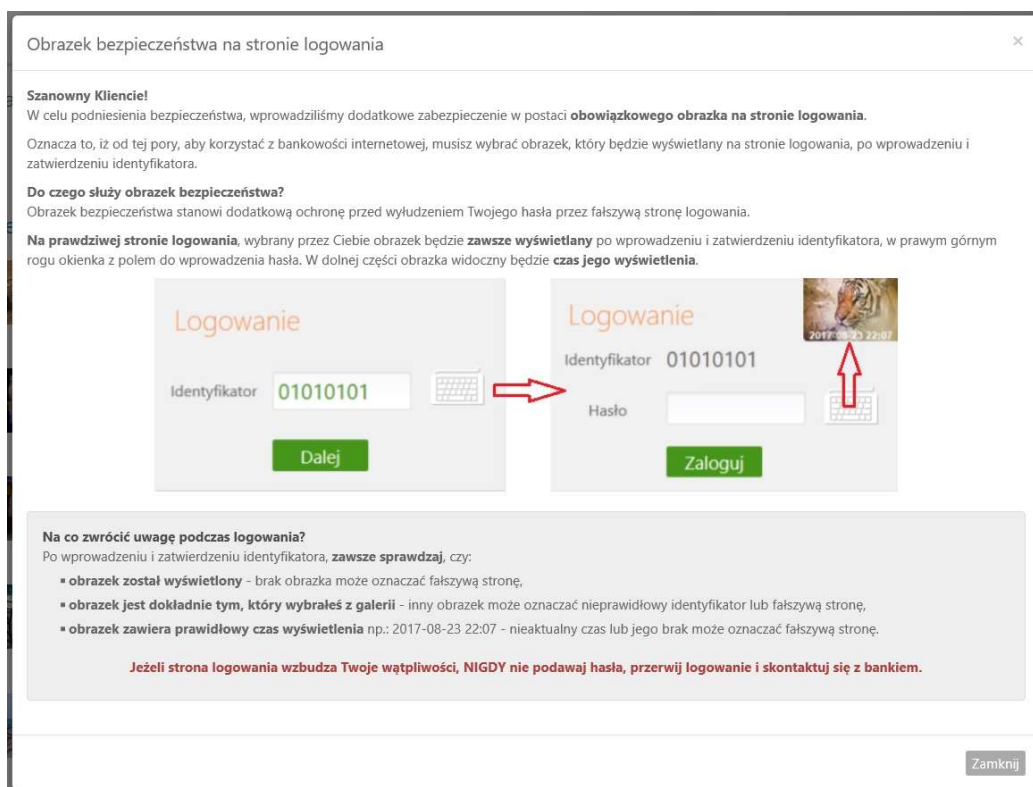 Obrazek bezpieczeństwa na stronie logowania
×
Szanowny Kliencie!
W celu podniesienia bezpieczeństwa, wprowadziliśmy dodatkowe zabezpieczenie w postaci obowiązkowego obrazka na stronie logowania.
Oznacza to, iż od tej pory, aby korzystać z bankowości internetowej, musisz wybrać obrazek, który będzie wyświetlany na stronie logowania, po wprowadzeniu i
zatwierdzeniu identyfikatora.
Do czego służy obrazek bezpieczeństwa?
Obrazek bezpieczeństwa stanowi dodatkową ochronę przed wyłudzeniem Twojego hasła przez fałszywą stronę logowania.
Na prawdziwej stronie logowania, wybrany przez Ciebie obrazek będzie zawsze wyświetlany po wprowadzeniu i zatwierdzeniu identyfikatora, w prawym górnym
rogu okienka z polem do wprowadzenia hasła. W dolnej części obrazka widoczny będzie czas jego wyświetlenia.
Logowanie
Identyfikator 01010101
Dalej
Logowanie
2017-08-23 22:07
Identyfikator 01010101
Hasło
Zaloguj
Na co zwrócić uwagę podczas logowania?
Po wprowadzeniu i zatwierdzeniu identyfikatora, zawsze sprawdzaj, czy:
▪ obrazek został wyświetlony - brak obrazka może oznaczać fałszywą stronę,
▪ obrazek jest dokładnie tym, który wybrałeś z galerii - inny obrazek może oznaczać nieprawidłowy identyfikator lub fałszywą stronę,
▪ obrazek zawiera prawidłowy czas wyświetlenia np.: 2017-08-23 22:07 - nieaktualny czas lub jego brak może oznaczać fałszywą stronę.
Jeżeli strona logowania wzbudza Twoje wątpliwości, NIGDY nie podawaj hasła, przerwij logowanie i skontaktuj się z bankiem.
Zamknij